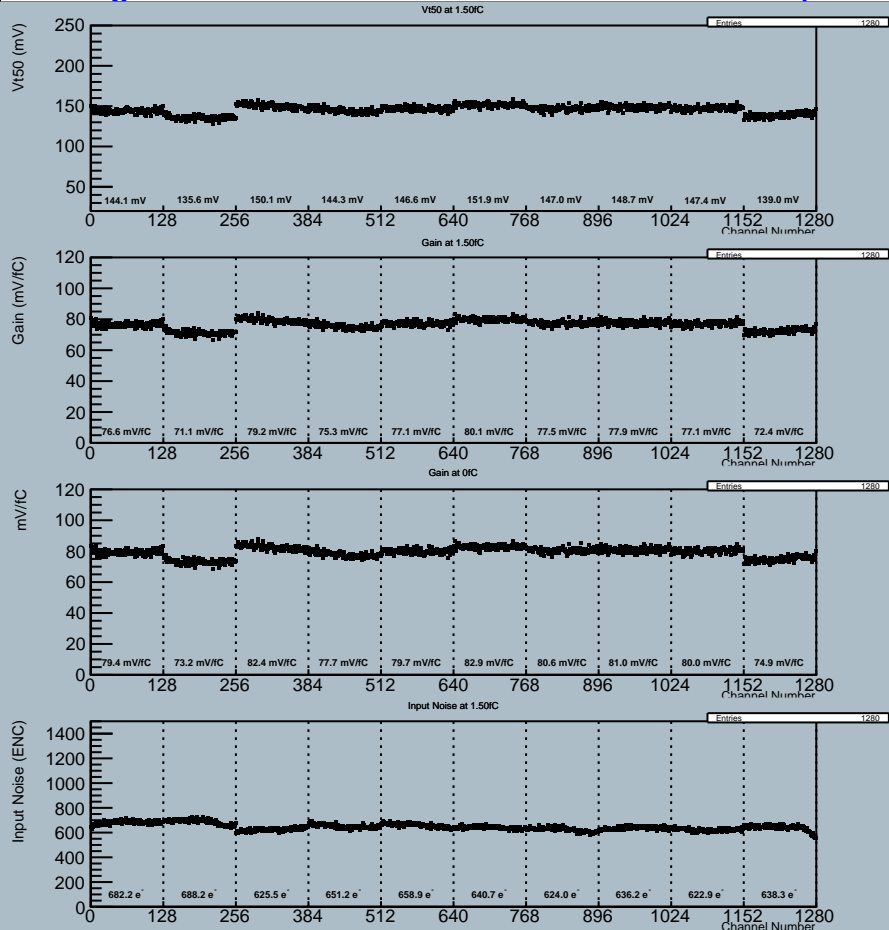 Vt50 at 1.50fC
Entries 1280
Vt50 (mV)
250
200
150
100
50
144.1 mV 135.6 mV 150.1 mV 144.3 mV 146.6 mV 151.9 mV 147.0 mV 148.7 mV 147.4 mV 139.0 mV
0 128 256 384 512 640 768 896 1024 1152 1280
Channel Number
Gain at 1.50fC
Entries 1280
Gain (mV/fC)
120
100
80
60
40
20
0
76.6 mV/fC 71.1 mV/fC 79.2 mV/fC 75.3 mV/fC 77.1 mV/fC 80.1 mV/fC 77.5 mV/fC 77.9 mV/fC 77.1 mV/fC 72.4 mV/fC
0 128 256 384 512 640 768 896 1024 1152 1280
Channel Number
Gain at 0fC
Entries 1280
mV/fC
120
100
80
60
40
20
0
79.4 mV/fC 73.2 mV/fC 82.4 mV/fC 77.7 mV/fC 79.7 mV/fC 82.9 mV/fC 80.6 mV/fC 81.0 mV/fC 80.0 mV/fC 74.9 mV/fC
0 128 256 384 512 640 768 896 1024 1152 1280
Channel Number
Input Noise at 1.50fC
Entries 1280
Input Noise (ENC)
1400
1200
1000
800
600
400
200
0
682.2 e⁻ 688.2 e⁻ 625.5 e⁻ 651.2 e⁻ 658.9 e⁻ 640.7 e⁻ 624.0 e⁻ 636.2 e⁻ 622.9 e⁻ 638.3 e⁻
0 128 256 384 512 640 768 896 1024 1152 1280
Channel Number